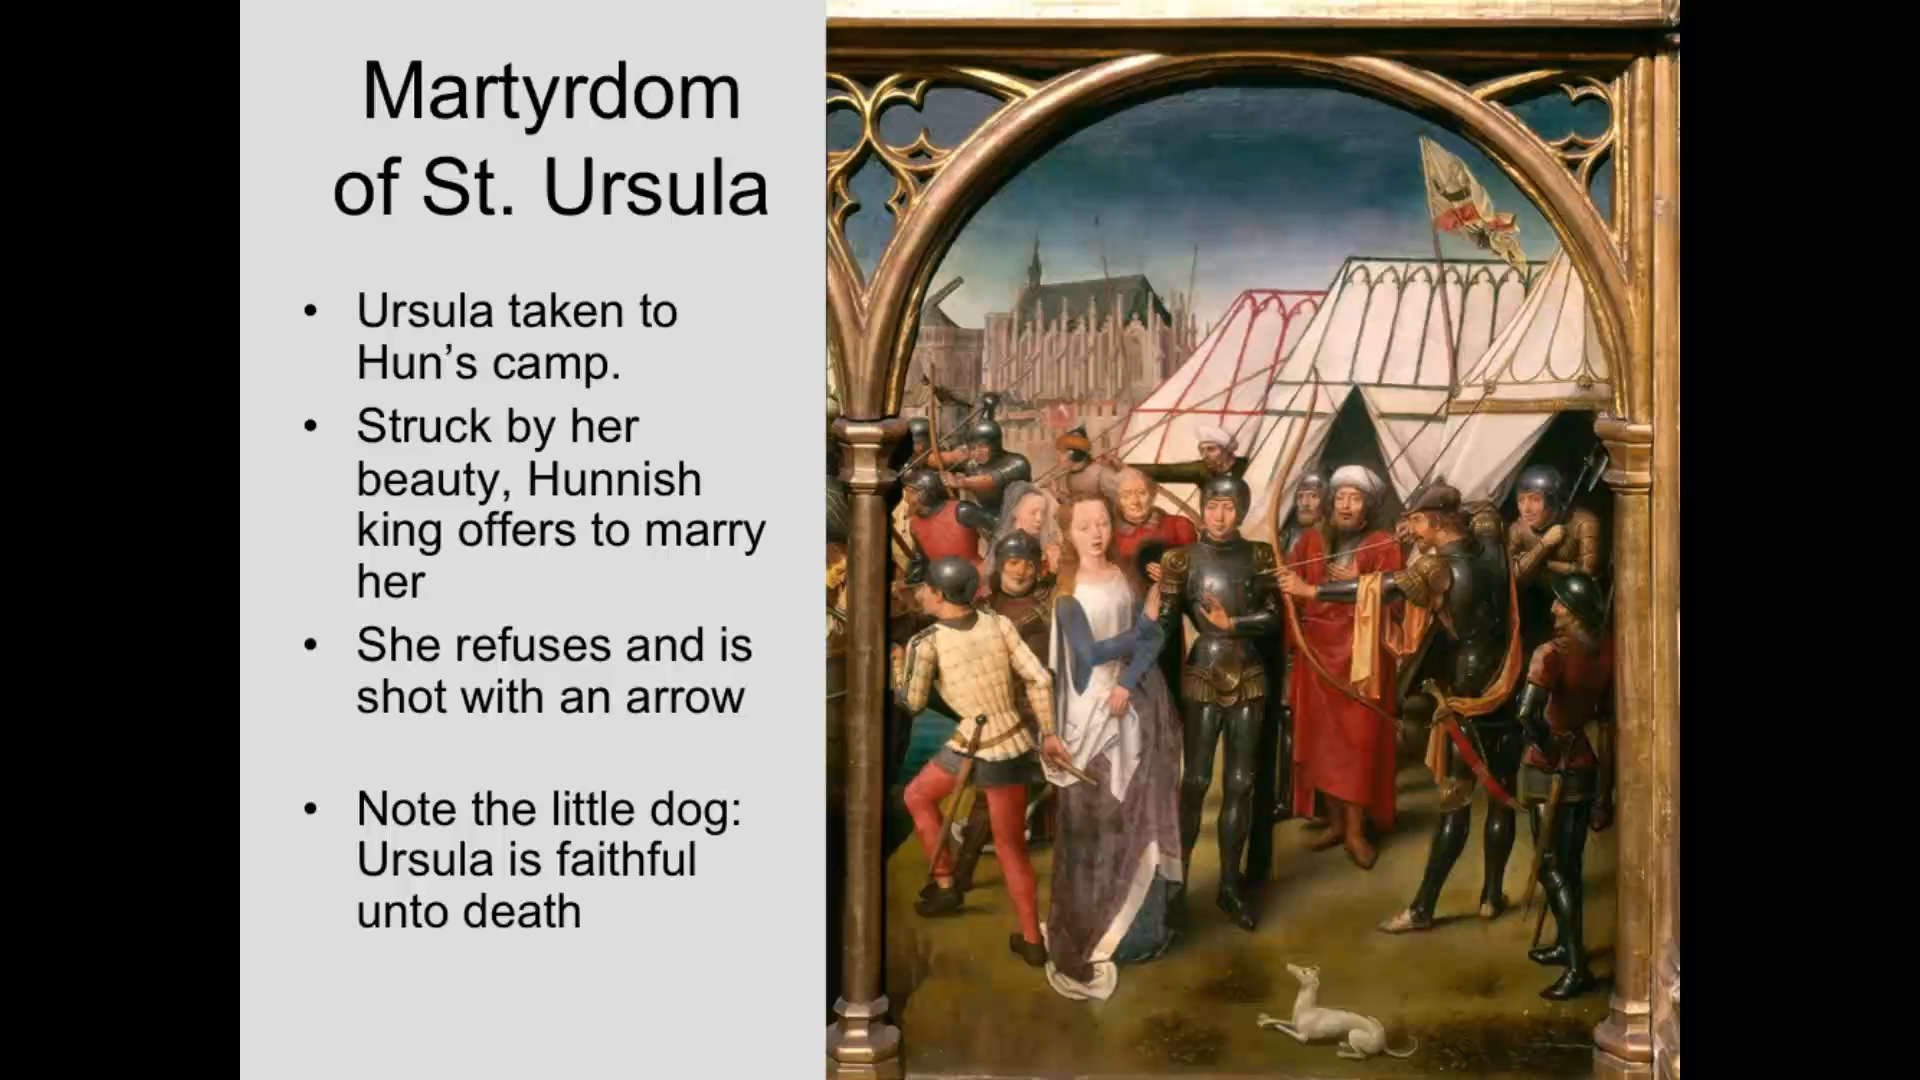 Martyrdom
of St. Ursula
• Ursula taken to
Hun’s camp.
• Struck by her
beauty, Hunnish
king offers to marry
her
• She refuses and is
shot with an arrow
• Note the little dog:
Ursula is faithful
unto death